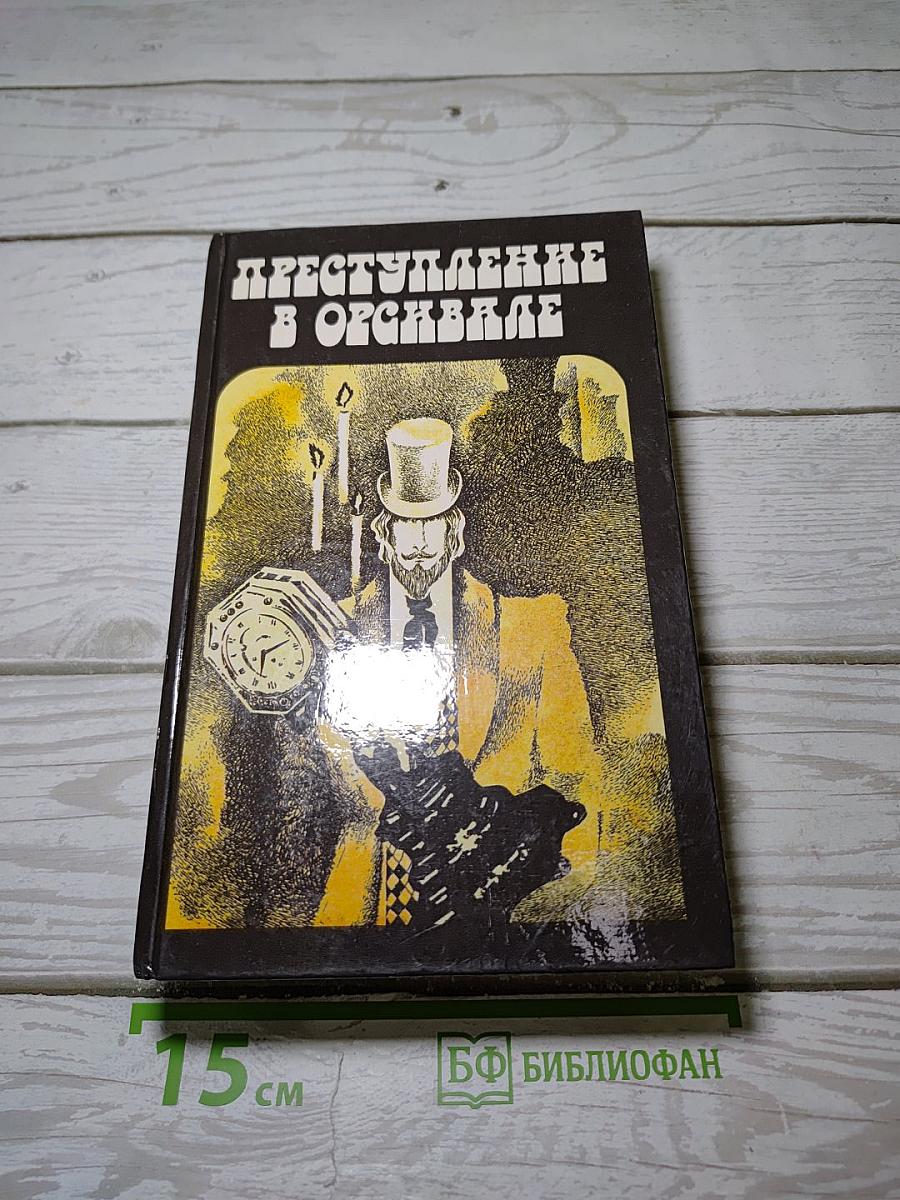 ПРЕСТУПЛЕНИЕ
В ОРСИВАЛЕ
15 см
БФ БИБЛИОФАН